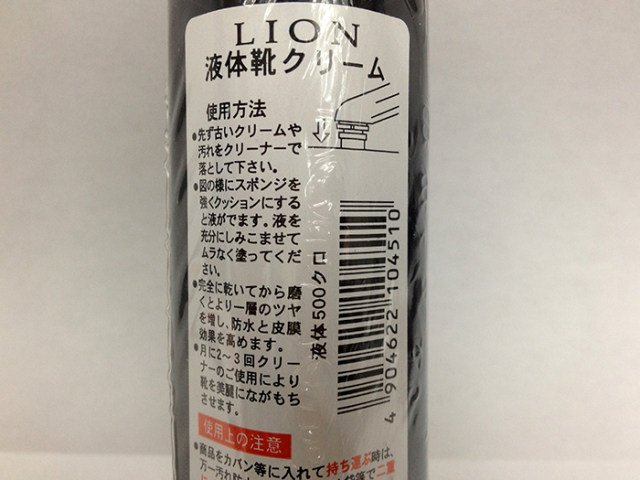 LION
液体靴クリーム
使用方法
●先ず古いクリームや
汚れをクリーナーで
落として下さい。
●図の様にスポンジを
強くクッションにする
と液がでます。液を
充分にしみこませて
ムラなく塗ってくだ
さい。
●完全に乾いてから磨
くとより一層のツヤ
を増し、防水と皮膜
効果を高めます。
●月に2〜3回クリー
ナーのご使用により
靴を美麗にながもち
させます。
液体500クロ
4 904622 104510
使用上の注意
●商品をカバン等に入れて持ち運ぶ時は、
万一汚れ防
等で二重